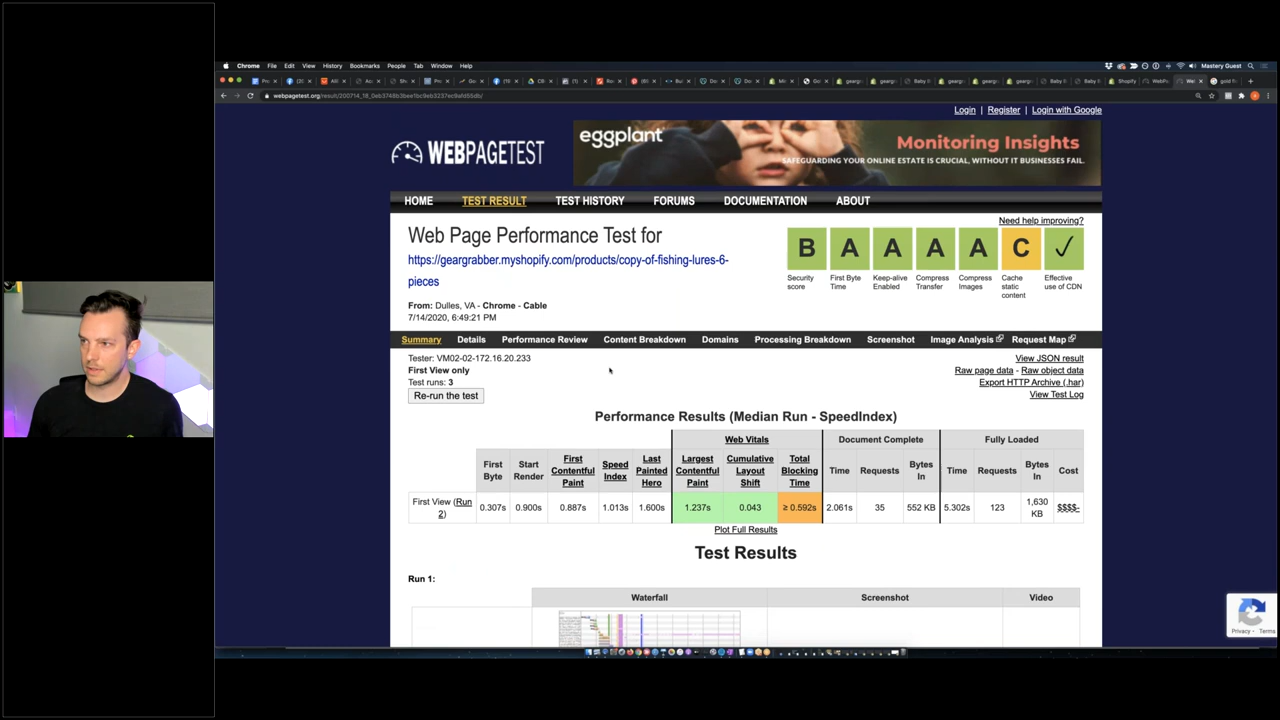 Chrome File Edit View History Bookmarks People Tab Window Help Mastery Guest
webpagetest.org/result/
Login | Register | Login with Google
WEBPAGETEST
eggplant
Monitoring Insights
SAFEGUARDING YOUR ONLINE ESTATE IS CRUCIAL, WITHOUT IT BUSINESSES FAIL.
HOME TEST RESULT TEST HISTORY FORUMS DOCUMENTATION ABOUT
Need help improving?
Web Page Performance Test for
https://geargrabber.myshopify.com/products/copy-of-fishing-lures-6-
pieces
From: Dulles, VA - Chrome - Cable
7/14/2020, 6:49:21 PM
B A A A A C ✓
Security score
First Byte Time
Keep-alive Enabled
Compress Transfer
Compress Images
Cache static content
Effective use of CDN
Summary Details Performance Review Content Breakdown Domains Processing Breakdown Screenshot Image Analysis Request Map
Tester: VM02-02-172.16.20.233
First View only
Test runs: 3
Re-run the test
View JSON result
Raw page data - Raw object data
Export HTTP Archive (.har)
View Test Log
Performance Results (Median Run - SpeedIndex)
Web Vitals Document Complete Fully Loaded
First Byte
Start Render
First Contentful Paint
Speed Index
Last Painted Hero
Largest Contentful Paint
Cumulative Layout Shift
Total Blocking Time
Time Requests Bytes In
Time Requests Bytes In Cost
First View (Run 2) 0.307s 0.900s 0.887s 1.013s 1.600s 1.237s 0.043 ≥ 0.592s 2.061s 35 552 KB 5.302s 123 1,630 KB $$$$-
Plot Full Results
Test Results
Run 1:
Waterfall Screenshot Video
Privacy - Terms